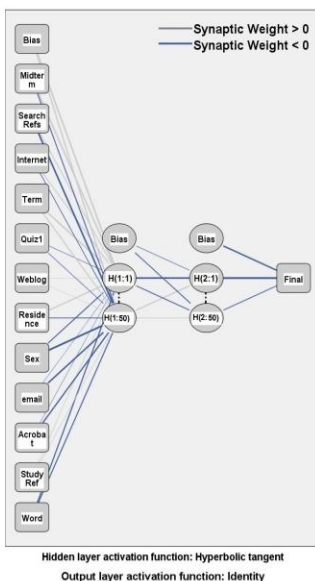 Synaptic Weight > 0
Synaptic Weight < 0
Bias
Midter
m
Search
Refs
Internet
Term
Quiz1
Weblog
Reside
nce
Sex
email
Acroba
t
Study
Ref
Word
Bias
H(1:1)
H(1:50)
Bias
H(2:1)
H(2:50)
Final
Hidden layer activation function: Hyperbolic tangent
Output layer activation function: Identity